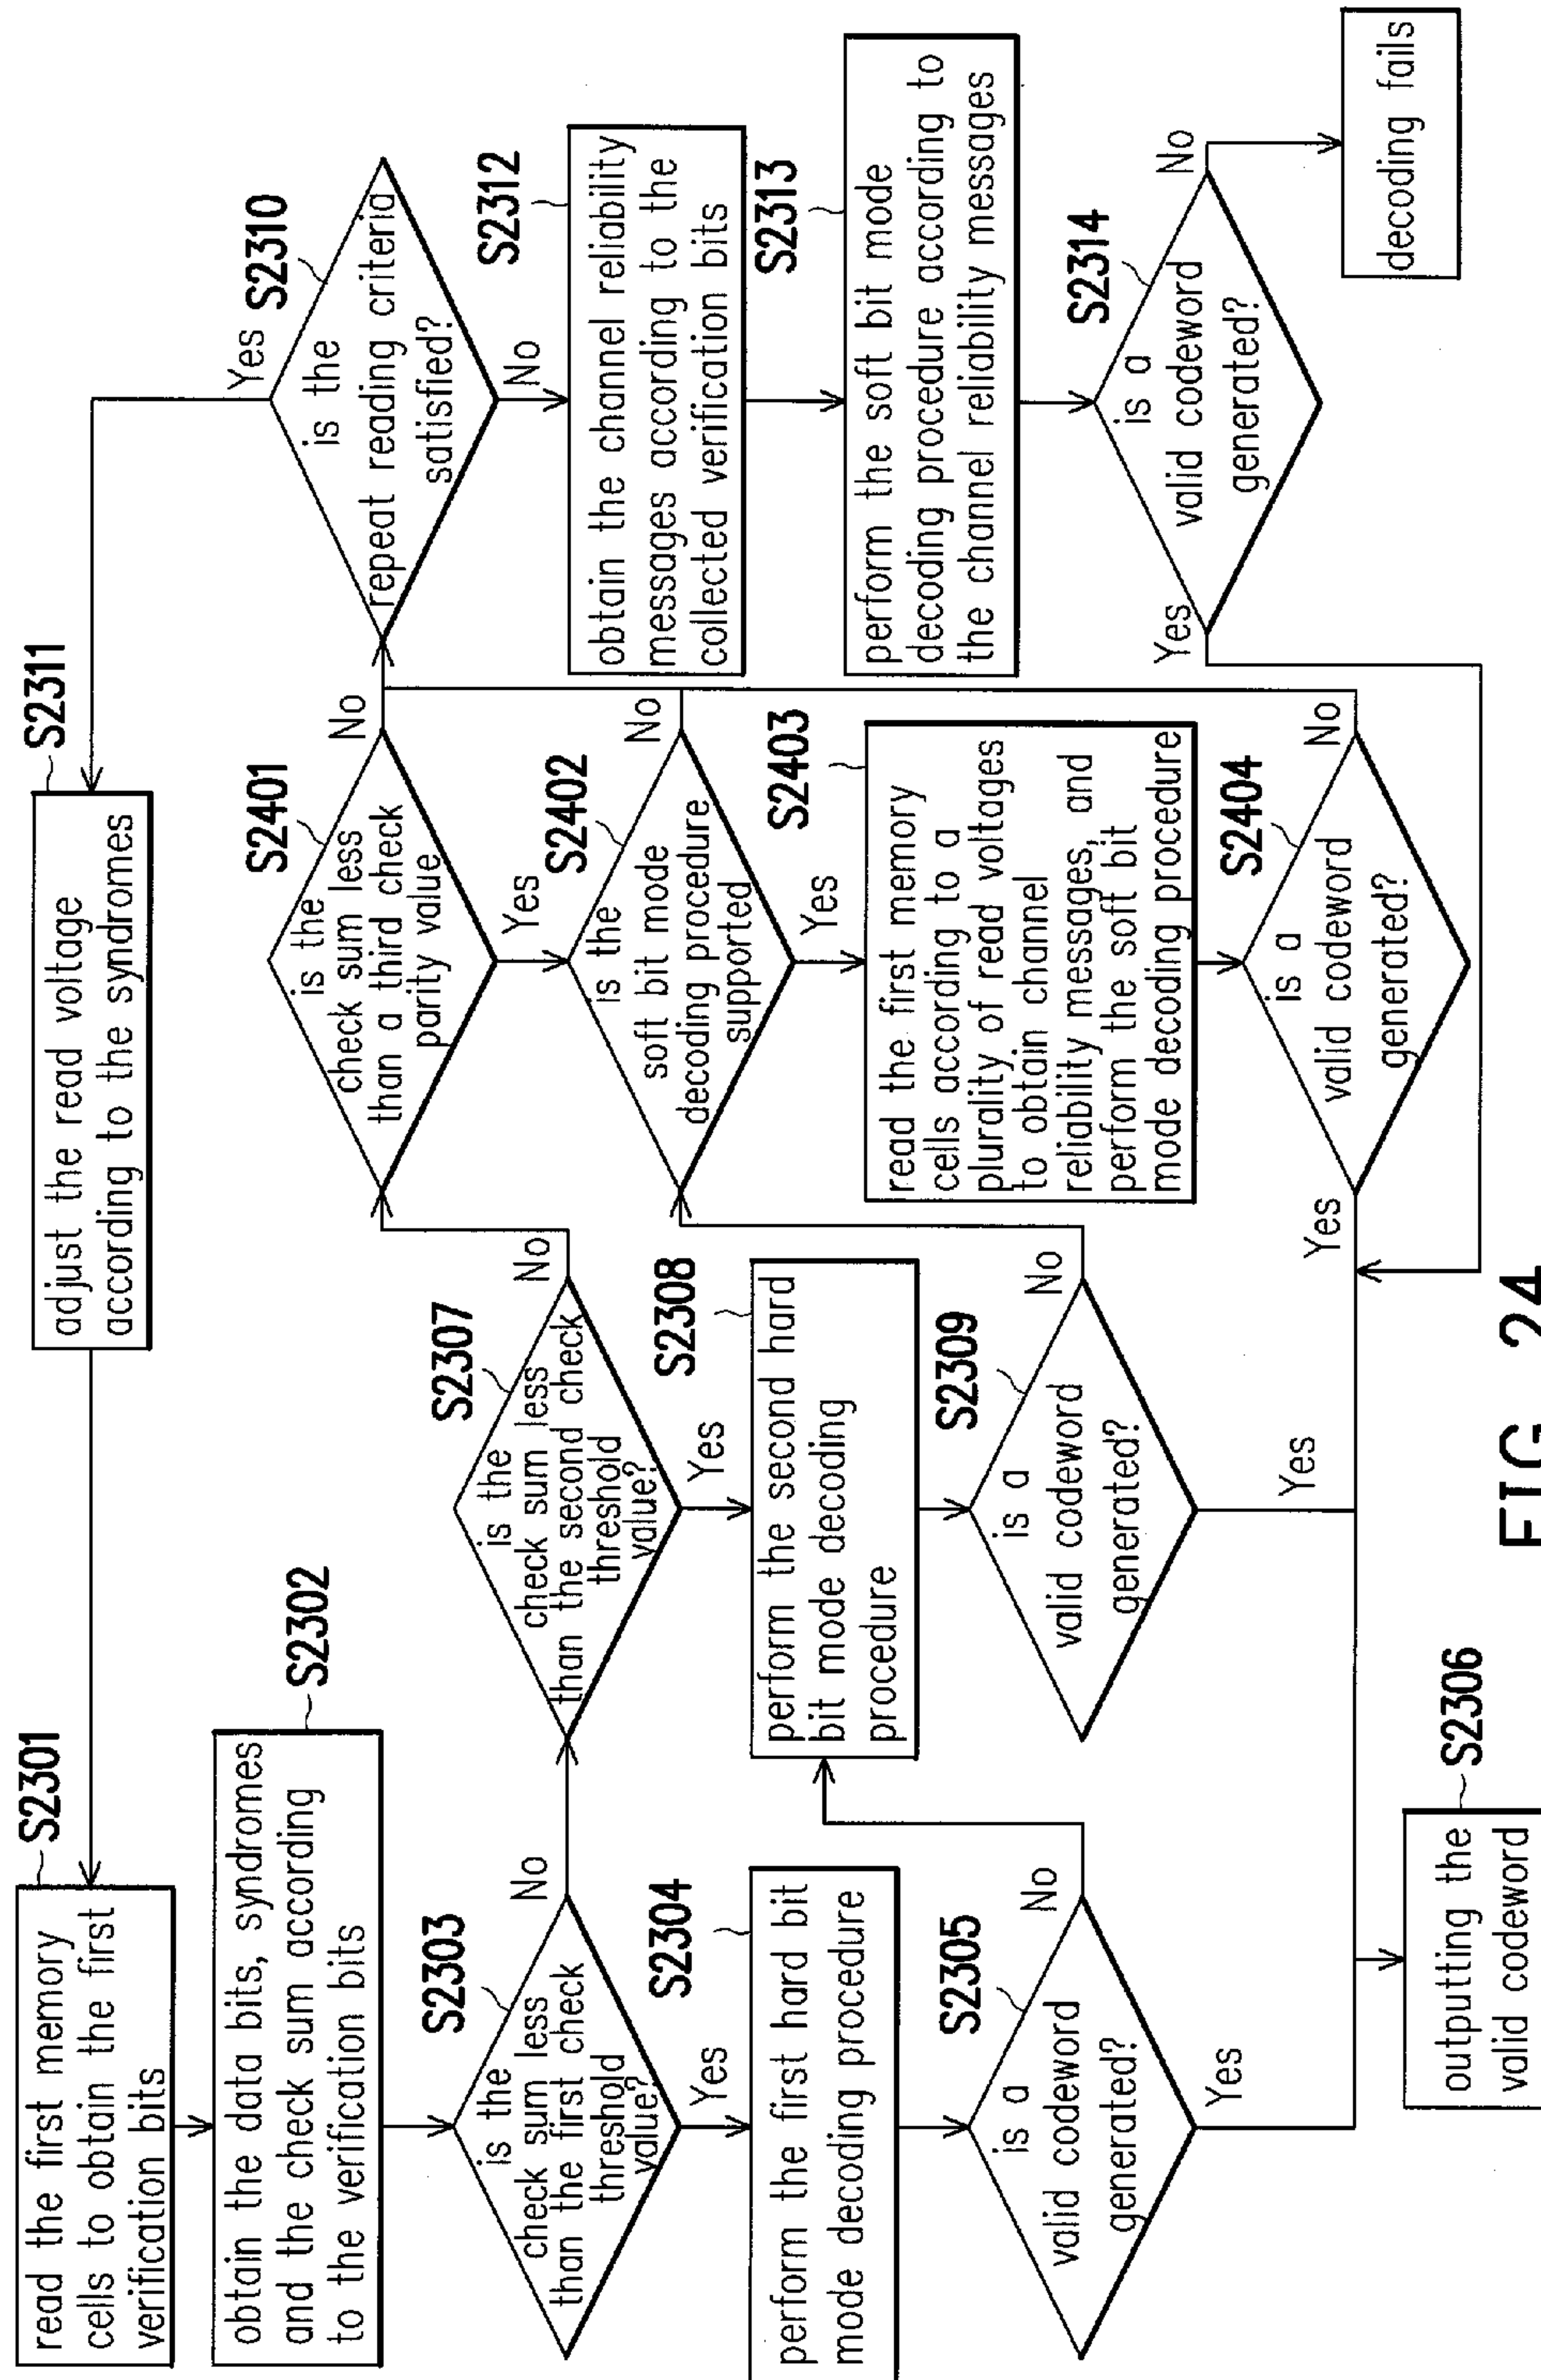 S2301
read the first memory
cells to obtain the first
verification bits
S2302
obtain the data bits, syndromes
and the check sum according
to the verification bits
S2303
is the
check sum less
than the first check
threshold
value?
Yes
No
S2304
perform the first hard bit
mode decoding procedure
S2305
is a
valid codeword
generated?
Yes
No
S2306
outputting the
valid codeword
S2307
is the
check sum less
than the second check
threshold
value?
Yes
No
S2308
perform the second hard
bit mode decoding
procedure
S2309
is a
valid codeword
generated?
Yes
No
S2311
adjust the read voltage
according to the syndromes
S2401
is the
check sum less
than a third check
parity value
Yes
No
S2402
is the
soft bit mode
decoding procedure
supported
Yes
No
S2403
read the first memory
cells according to a
plurality of read voltages
to obtain channel
reliability messages, and
perform the soft bit
mode decoding procedure
S2404
is a
valid codeword
generated?
Yes
No
S2310
is the
repeat reading criteria
satisfied?
Yes
No
S2312
obtain the channel reliability
messages according to the
collected verification bits
S2313
perform the soft bit mode
decoding procedure according to
the channel reliability messages
S2314
is a
valid codeword
generated?
Yes
No
decoding fails
FIG. 24